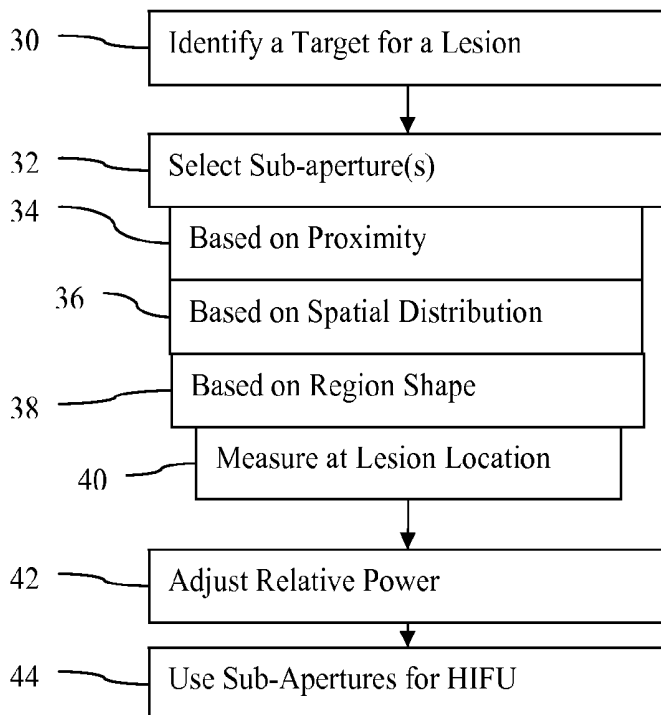 30 Identify a Target for a Lesion
32 Select Sub-aperture(s)
34 Based on Proximity
36 Based on Spatial Distribution
38 Based on Region Shape
40 Measure at Lesion Location
42 Adjust Relative Power
44 Use Sub-Apertures for HIFU